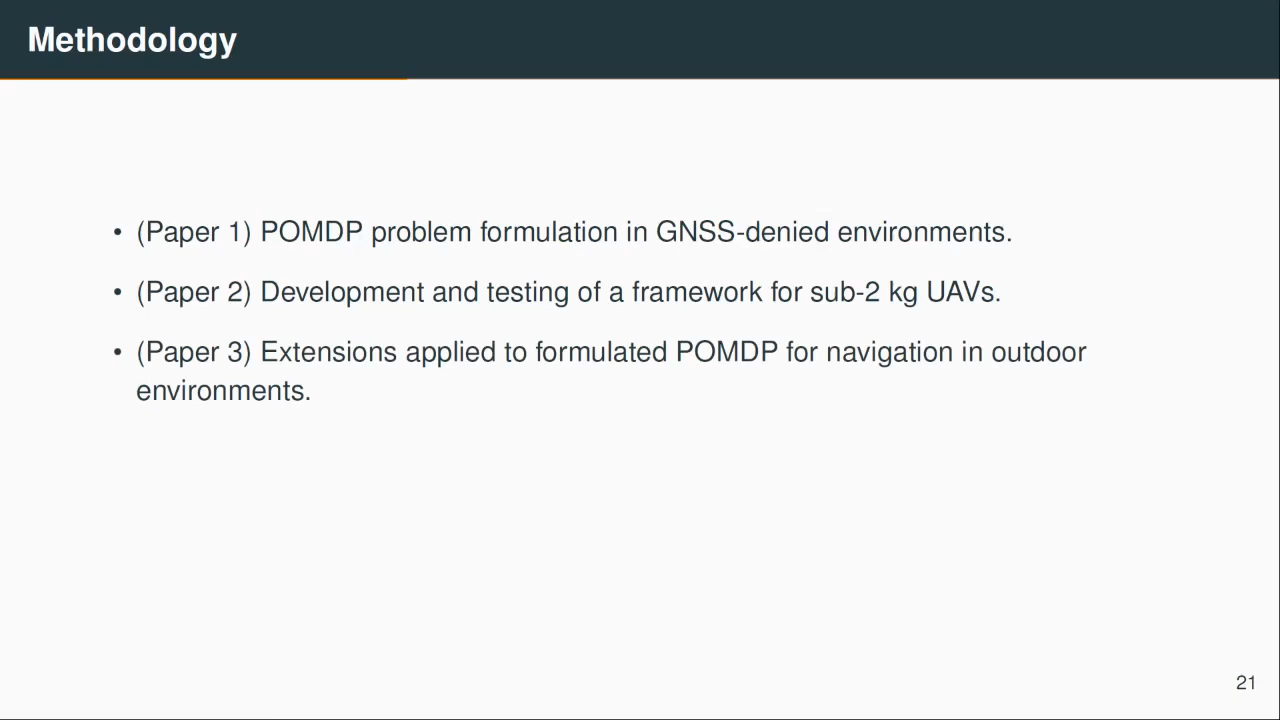 Methodology
• (Paper 1) POMDP problem formulation in GNSS-denied environments.
• (Paper 2) Development and testing of a framework for sub-2 kg UAVs.
• (Paper 3) Extensions applied to formulated POMDP for navigation in outdoor
environments.
21